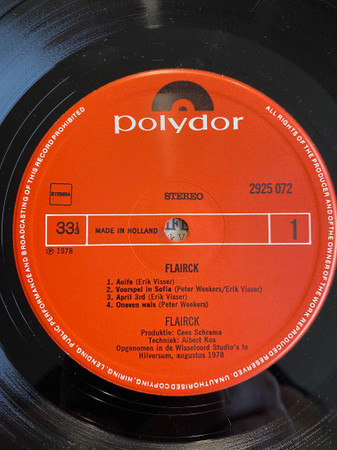 ALL RIGHTS OF THE PRODUCER AND OF THE OWNER OF THE WORK REPRODUCED RESERVED. UNAUTHORISED COPYING, HIRING, LENDING, PUBLIC PERFORMANCE AND BROADCASTING OF THIS RECORD PROHIBITED
polydor
STEMRA
STEREO
2925 072
33⅓
MADE IN HOLLAND
1
℗ 1978
FLAIRCK
1. Aoife (Erik Visser)
2. Voorspel in Sofia (Peter Weekers/Erik Visser)
3. April 3rd (Erik Visser)
4. Oneven wals (Peter Weekers)
FLAIRCK
Produktie: Cees Schrama
Techniek: Albert Kos
Opgenomen in de Wisseloord Studio's te
Hilversum, augustus 1978